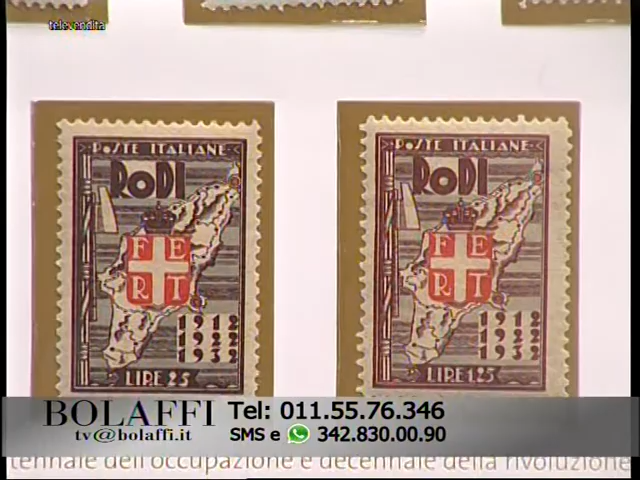 televendita
POSTE ITALIANE
RODI
F E
R T
1912
1922
1932
LIRE 25
POSTE ITALIANE
RODI
F E
R T
1912
1922
1932
LIRE 1.25
BOLAFFI
tv@bolaffi.it
Tel: 011.55.76.346
SMS e 342.830.00.90
tennale dell'occupazione e decennale della rivoluzione